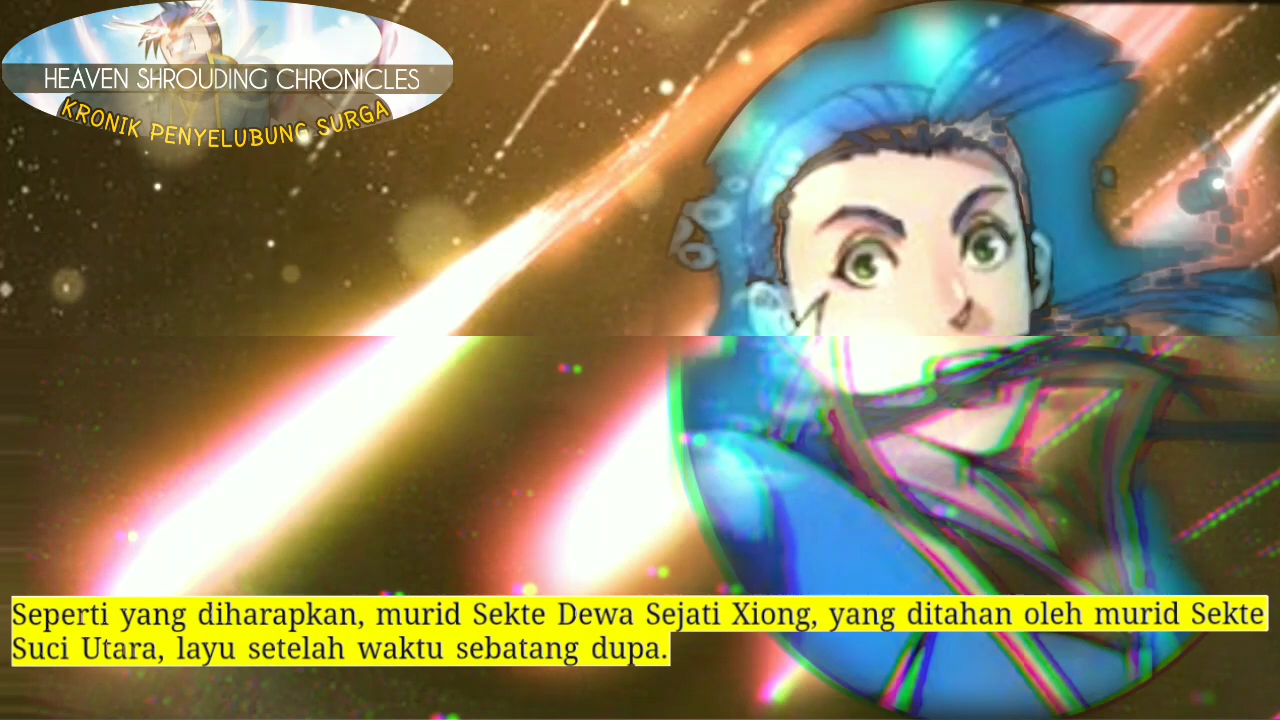 HEAVEN SHROUDING CHRONICLES
KRONIK PENYELUBUNG SURGA
Seperti yang diharapkan, murid Sekte Dewa Sejati Xiong, yang ditahan oleh murid Sekte
Suci Utara, layu setelah waktu sebatang dupa.